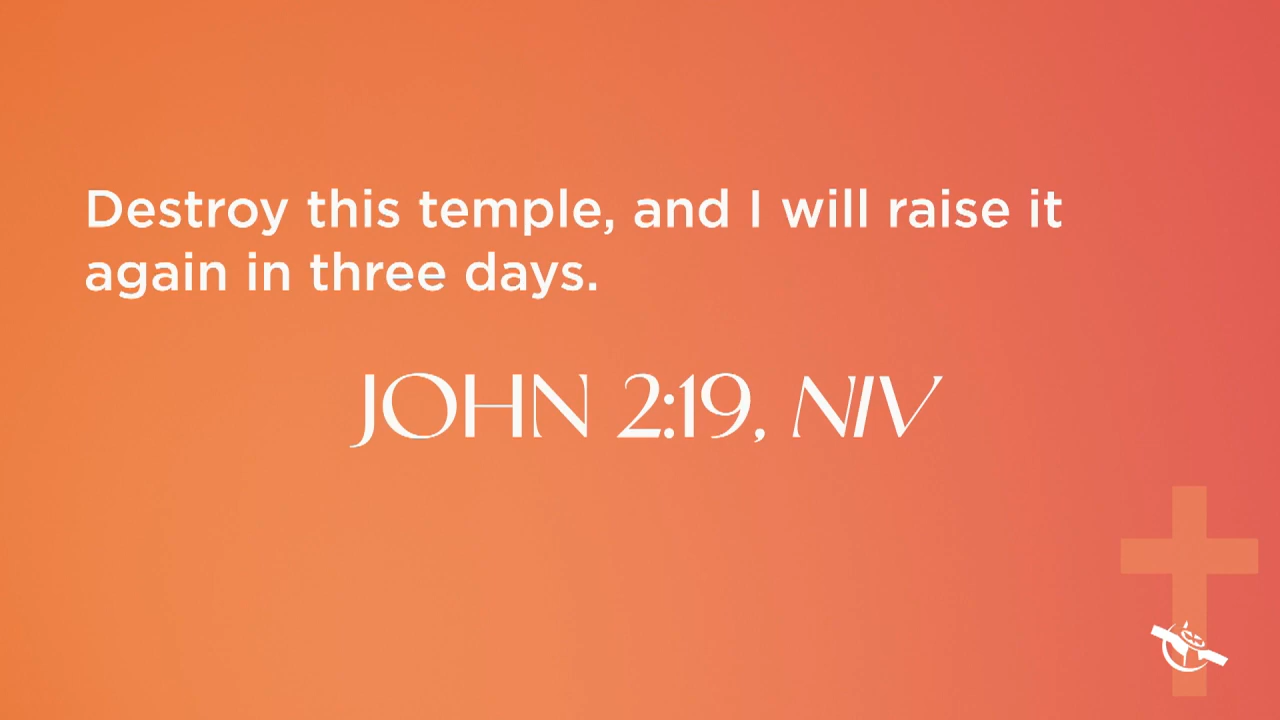 Destroy this temple, and I will raise it
again in three days.
JOHN 2:19, NIV